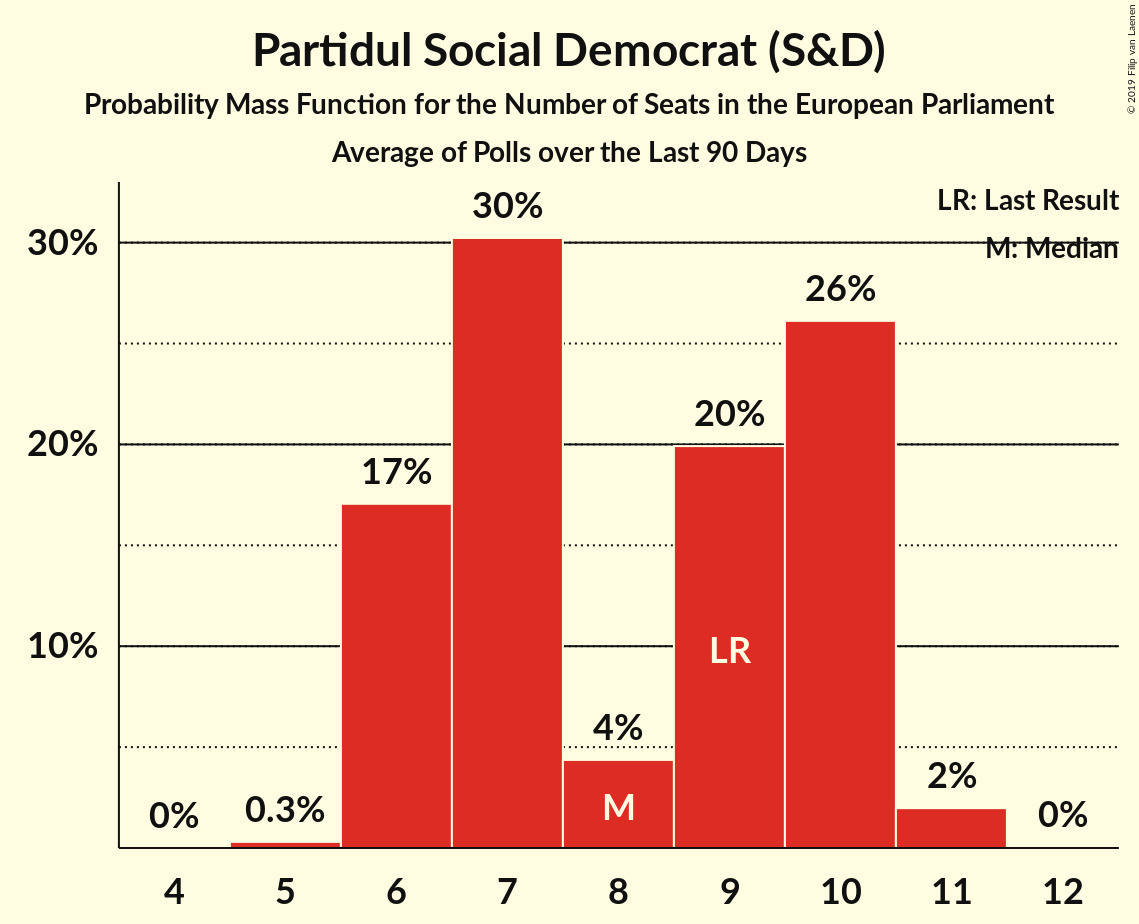 Partidul Social Democrat (S&D)
Probability Mass Function for the Number of Seats in the European Parliament
Average of Polls over the Last 90 Days
© 2019 Filip van Laenen
LR: Last Result
M: Median
30%
20%
10%
0%
0.3%
17%
30%
4%
20%
26%
2%
0%
LR
M
4 5 6 7 8 9 10 11 12